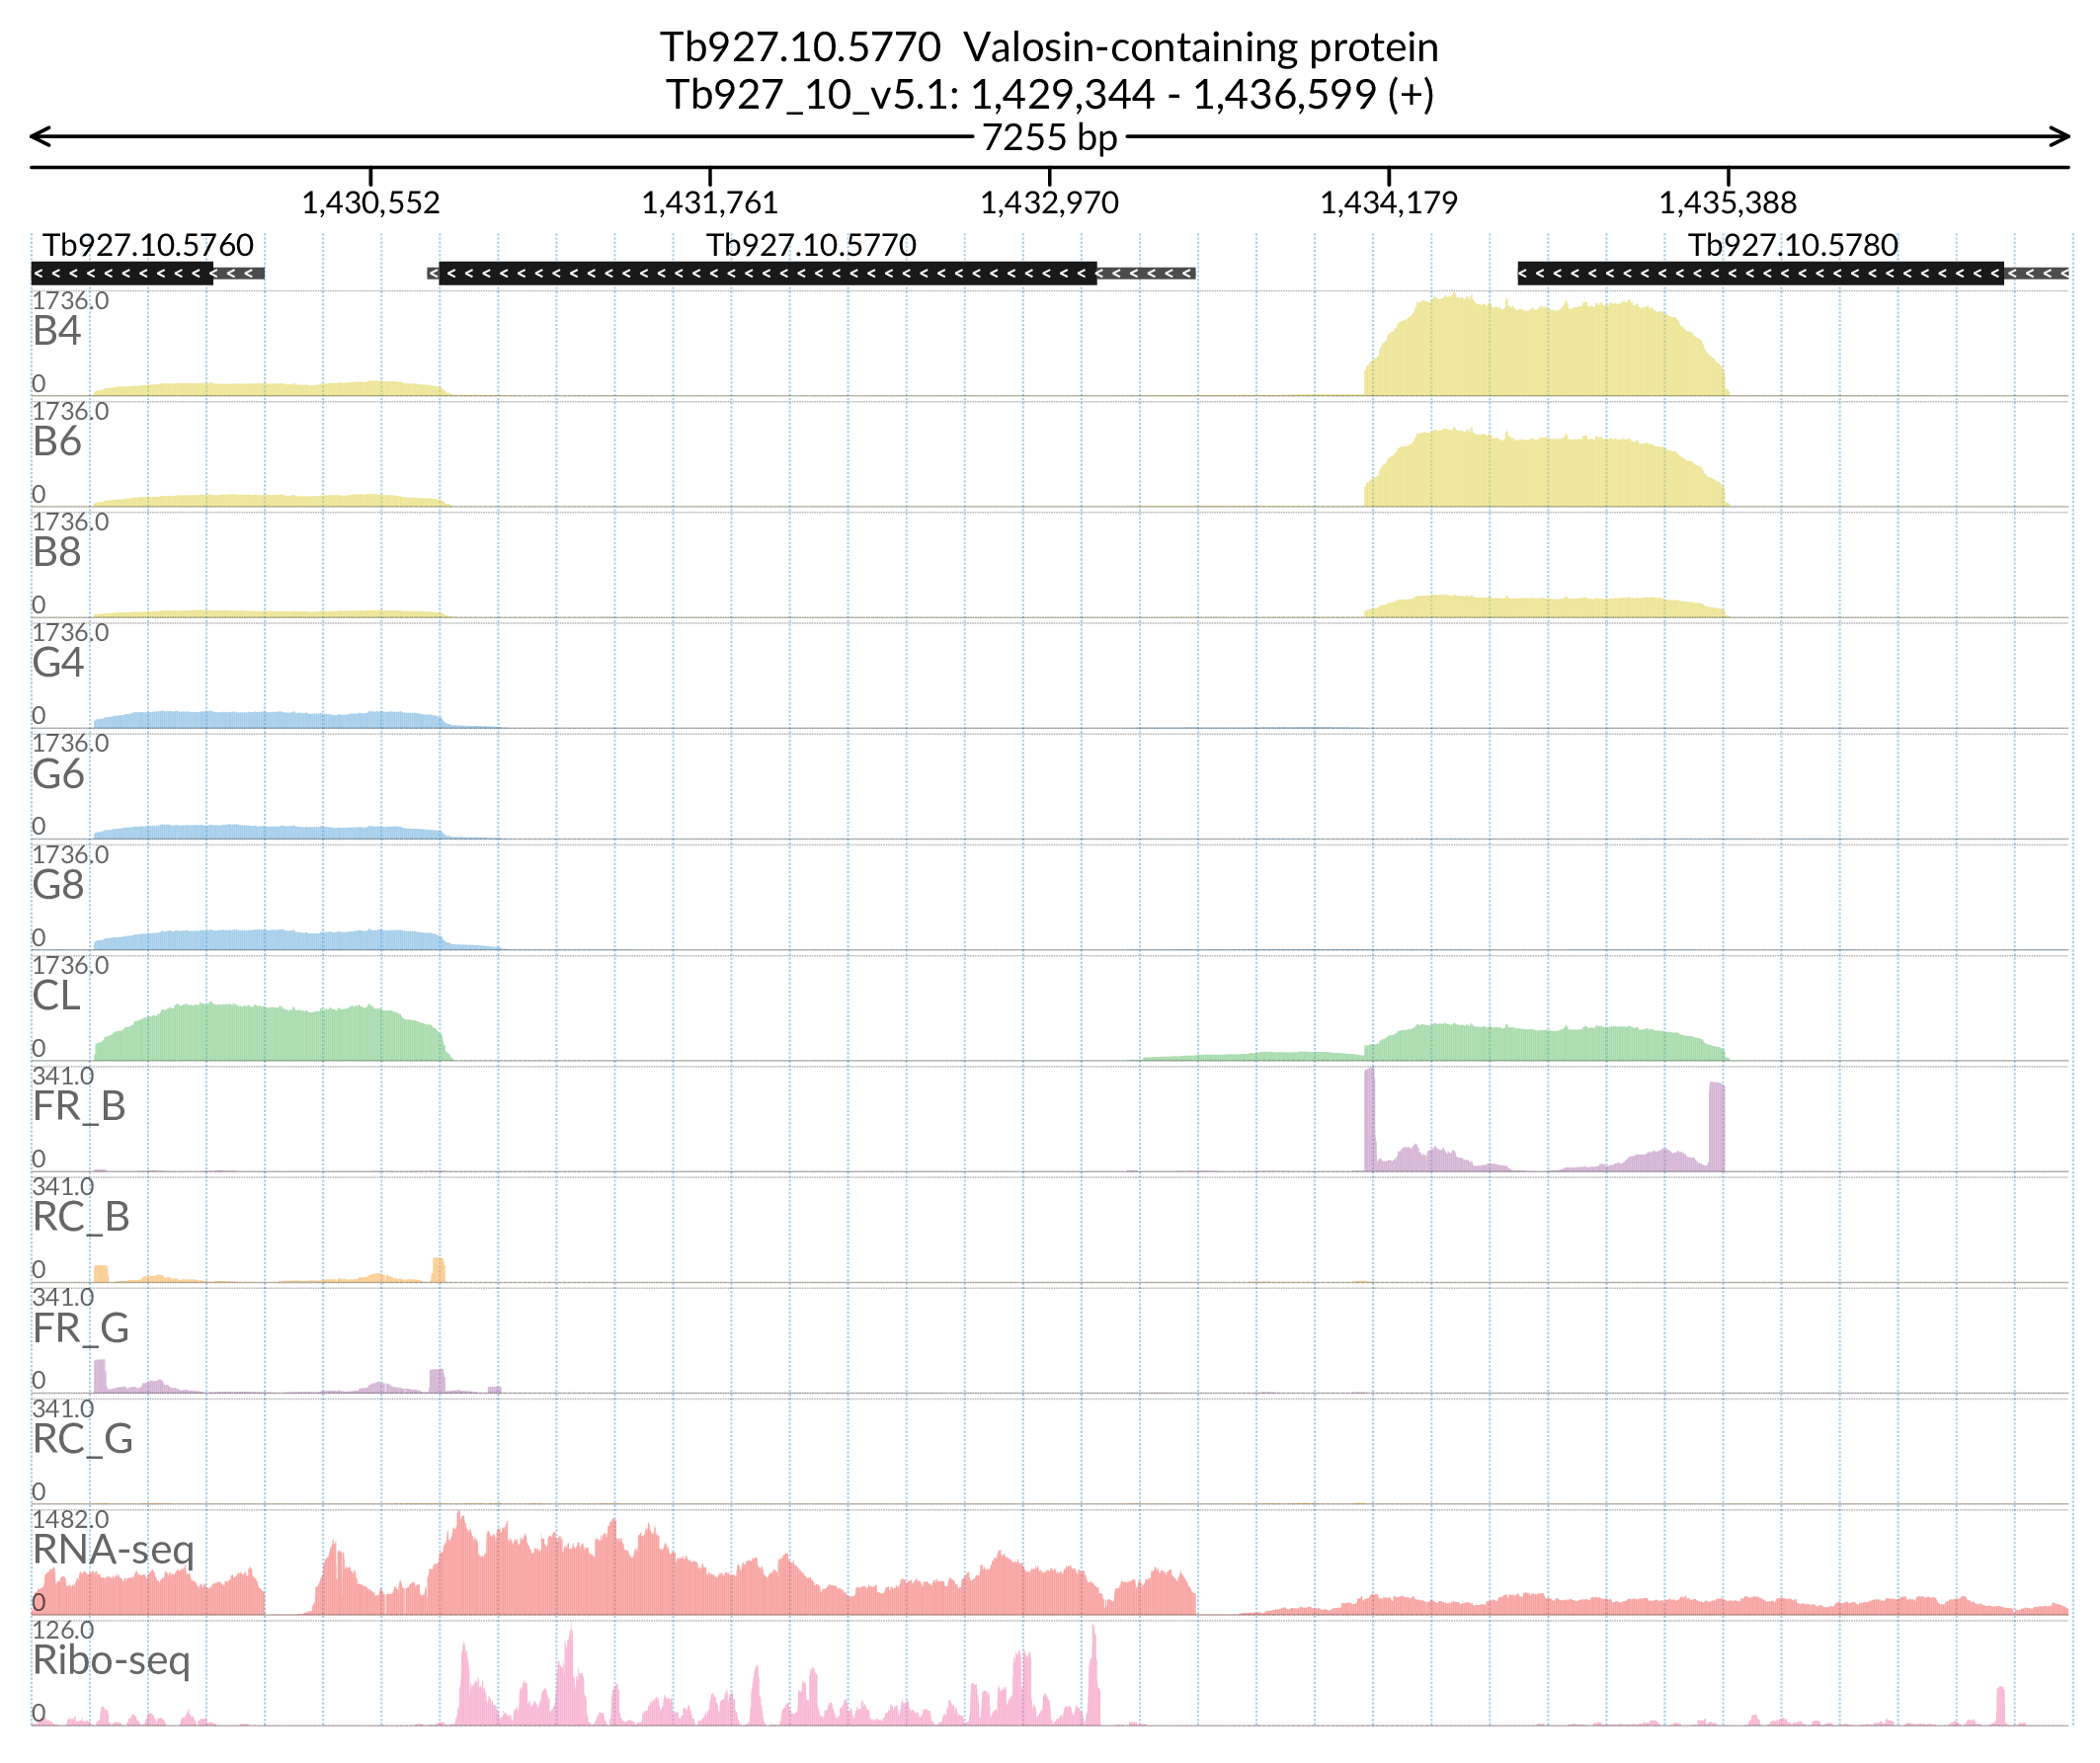 Tb927.10.5770  Valosin-containing protein
Tb927_10_v5.1: 1,429,344 - 1,436,599 (+)
7255 bp
1,430,552 1,431,761 1,432,970 1,434,179 1,435,388
Tb927.10.5760 Tb927.10.5770 Tb927.10.5780
1736.0
B4
0
1736.0
B6
0
1736.0
B8
0
1736.0
G4
0
1736.0
G6
0
1736.0
G8
0
1736.0
CL
0
341.0
FR_B
0
341.0
RC_B
0
341.0
FR_G
0
341.0
RC_G
0
1482.0
RNA-seq
0
126.0
Ribo-seq
0